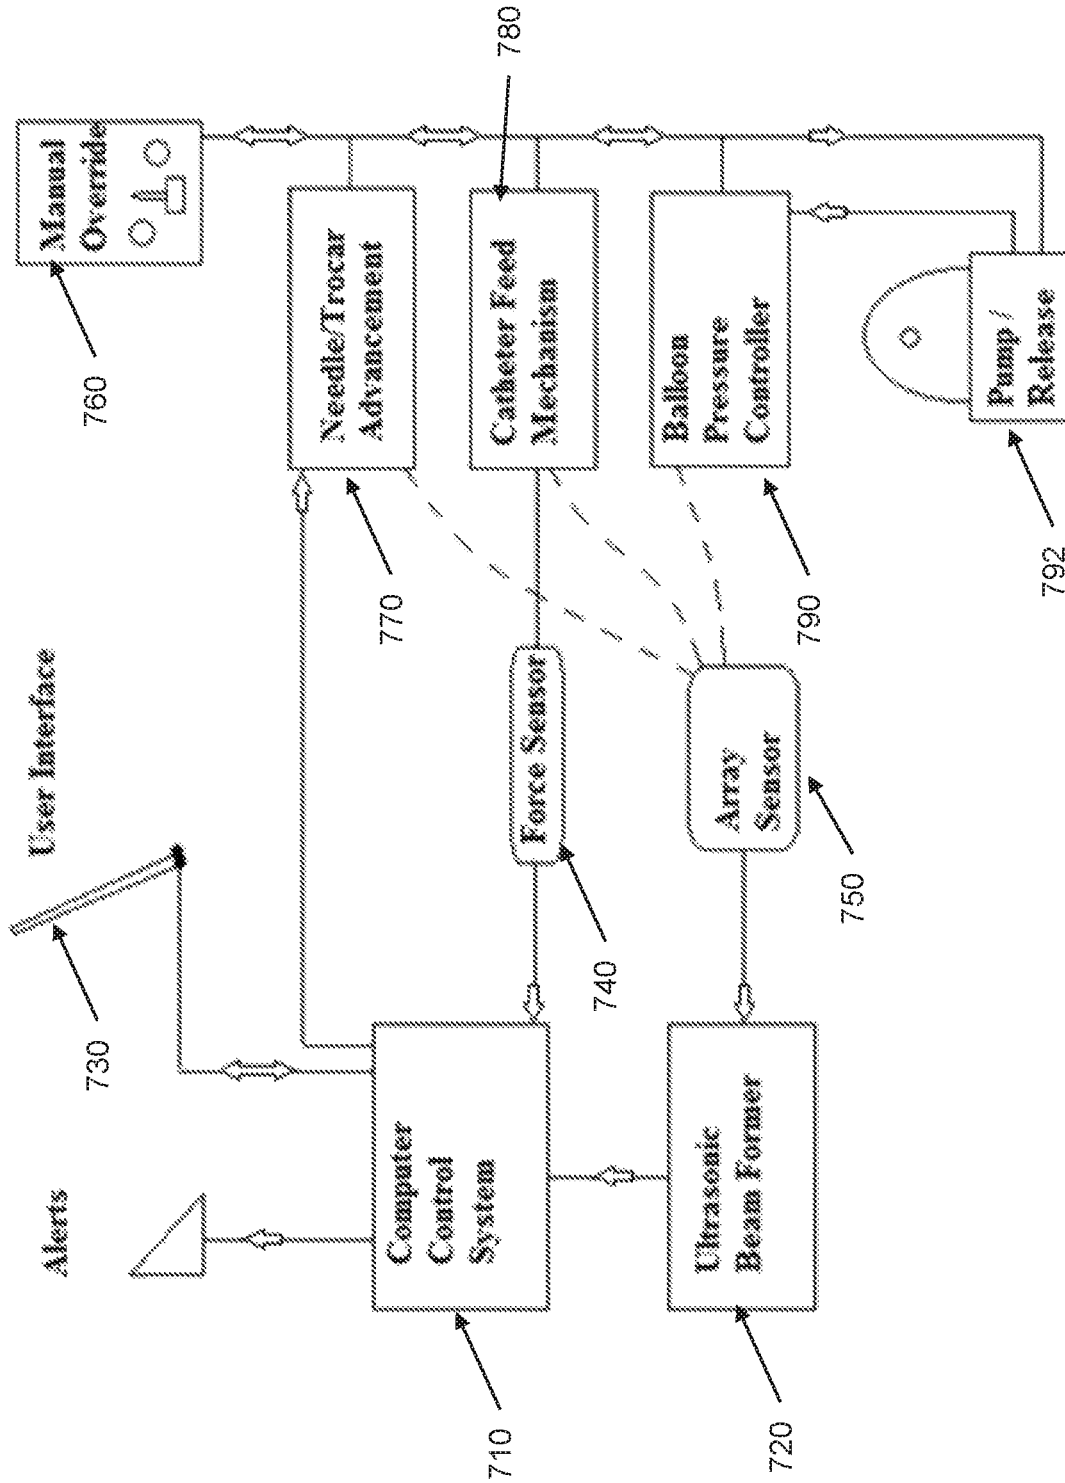 Alerts
User Interface
730
760
Manual
Override
Computer
Control
System
710
Needle/Trocar
Advancement
770
Force Sensor
740
Catheter Feed
Mechanism
780
Ultrasonic
Beam Former
720
Array
Sensor
750
Balloon
Pressure
Controller
790
Pump/
Release
792